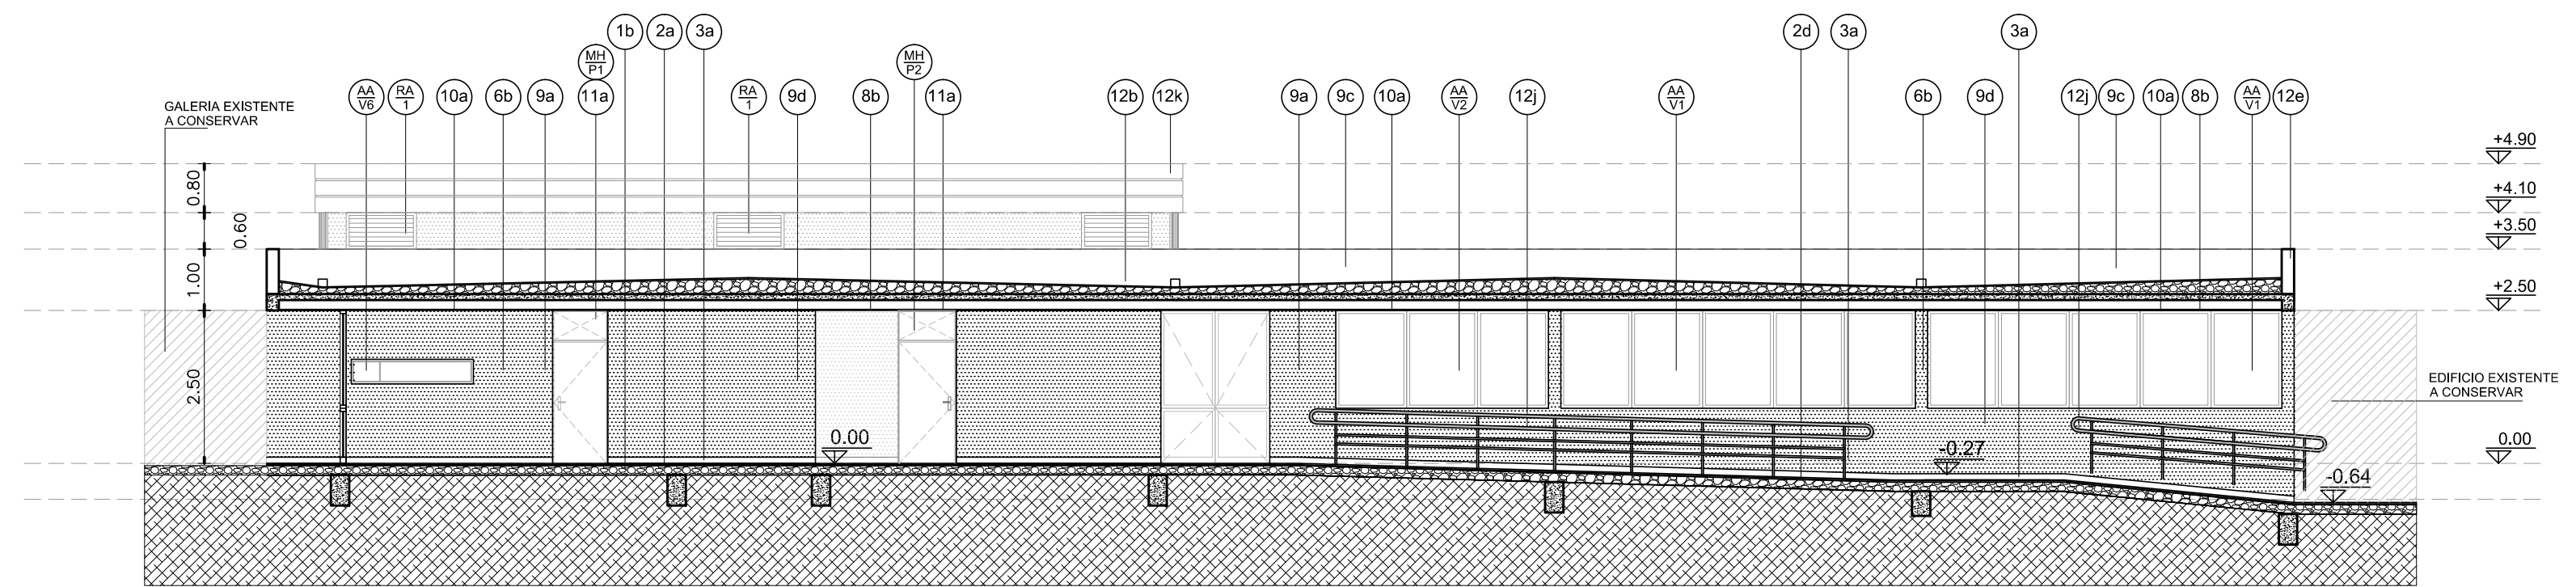 1b 2a 3a 2d 3a 3a
MH
P1
MH
P2
AA
V6
RA
1
10a 6b 9a 11a
RA
1
9d 8b 11a 12b 12k 9a 9c 10a
AA
V2
12j
AA
V1
6b 9d 12j 9c 10a 8b
AA
V1
12e
GALERIA EXISTENTE
A CONSERVAR
+4.90
0.80
+4.10
0.60
+3.50
1.00
+2.50
2.50
EDIFICIO EXISTENTE
A CONSERVAR
0.00
0.00
-0.27
-0.64